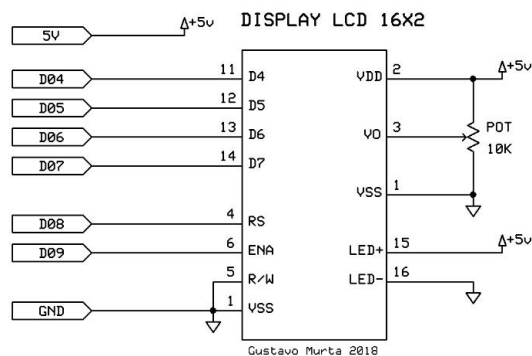 DISPLAY LCD 16X2
5V
+5v
D04 11 D4
D05 12 D5
D06 13 D6
D07 14 D7
D08 4 RS
D09 6 ENA
5 R/W
GND 1 VSS
VDD 2 +5v
VO 3 POT
10K
VSS 1
LED+ 15 +5v
LED- 16
Gustavo Murta 2018